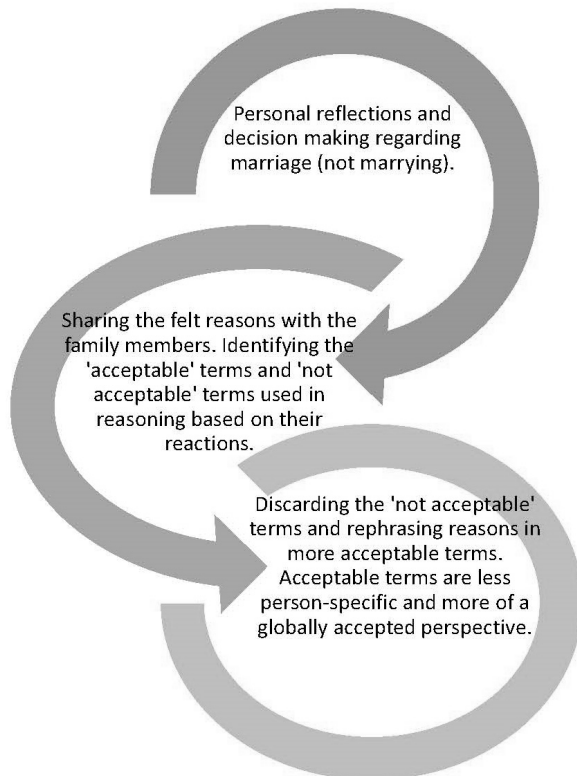 Personal reflections and
decision making regarding
marriage (not marrying).
Sharing the felt reasons with the
family members. Identifying the
'acceptable' terms and 'not
acceptable' terms used in
reasoning based on their
reactions.
Discarding the 'not acceptable'
terms and rephrasing reasons in
more acceptable terms.
Acceptable terms are less
person-specific and more of a
globally accepted perspective.